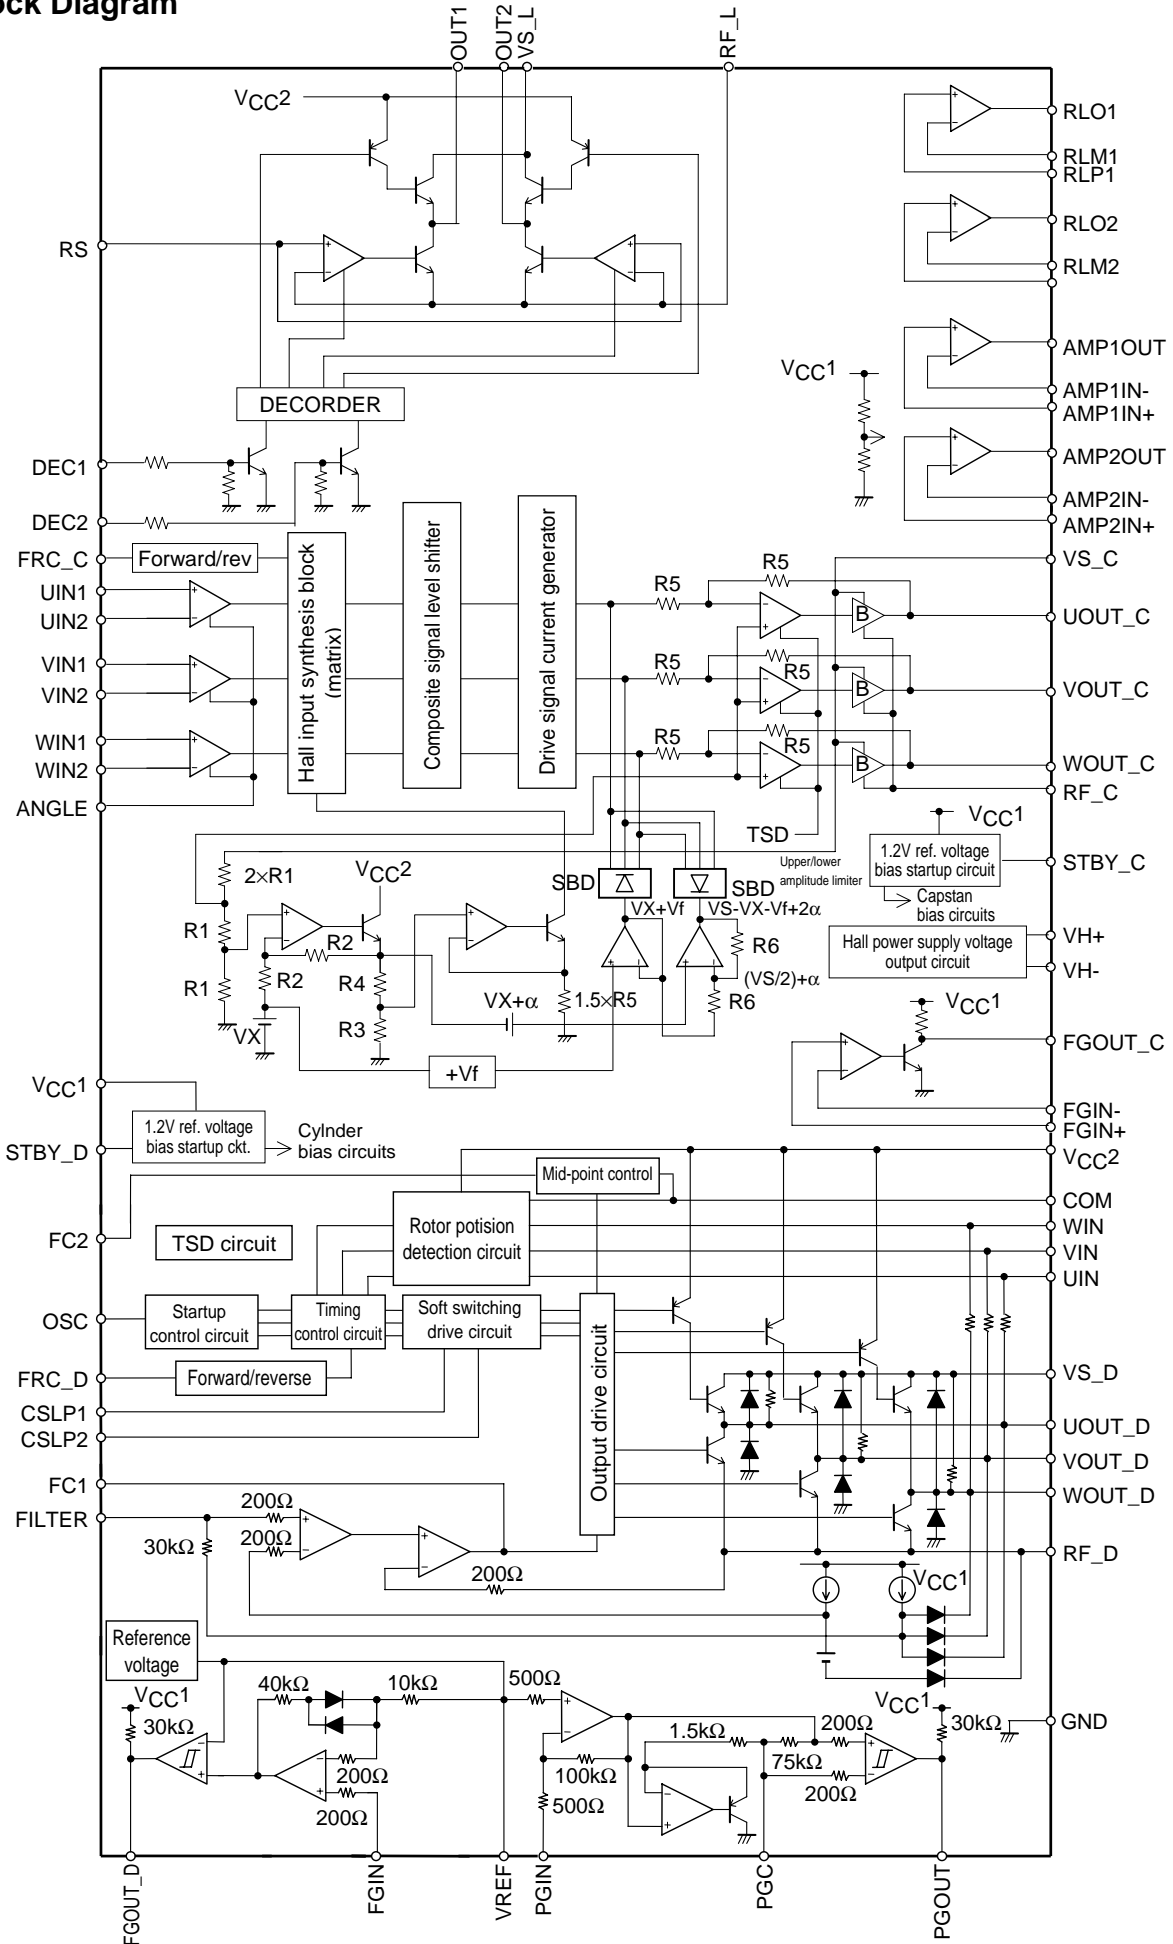 ock Diagram
OUT1
OUT2
VS_L
RF_L
VCC2
RLO1
RLM1
RLP1
RLO2
RLM2
RS
VCC1
AMP1OUT
AMP1IN-
AMP1IN+
AMP2OUT
AMP2IN-
AMP2IN+
DECORDER
DEC1
DEC2
FRC_C
Forward/rev
UIN1
UIN2
VIN1
VIN2
WIN1
WIN2
ANGLE
Hall input synthesis block
(matrix)
Composite signal level shifter
Drive signal current generator
R5
R5
R5
R5
R5
R5
B
B
B
VS_C
UOUT_C
VOUT_C
WOUT_C
RF_C
TSD
VCC1
1.2V ref. voltage
bias startup circuit
STBY_C
Capstan
bias circuits
Upper/lower
amplitude limiter
SBD
SBD
VX+Vf
VS-VX-Vf+2α
2×R1
R1
R1
VCC2
R2
R2
R4
R3
VX
VX+α
1.5×R5
R6
(VS/2)+α
R6
+Vf
Hall power supply voltage
output circuit
VH+
VH-
VCC1
FGOUT_C
FGIN-
FGIN+
VCC1
1.2V ref. voltage
bias startup ckt.
STBY_D
Cylnder
bias circuits
VCC2
Mid-point control
COM
WIN
VIN
UIN
FC2
TSD circuit
Rotor potision
detection circuit
OSC
Startup
control circuit
Timing
control circuit
Soft switching
drive circuit
Output drive circuit
FRC_D
Forward/reverse
CSLP1
CSLP2
VS_D
UOUT_D
VOUT_D
WOUT_D
RF_D
FC1
FILTER
200Ω
200Ω
30kΩ
200Ω
VCC1
Reference
voltage
VCC1
30kΩ
40kΩ
10kΩ
200Ω
200Ω
500Ω
100kΩ
500Ω
1.5kΩ
75kΩ
200Ω
200Ω
VCC1
30kΩ
GND
FGOUT_D
FGIN
VREF
PGIN
PGC
PGOUT